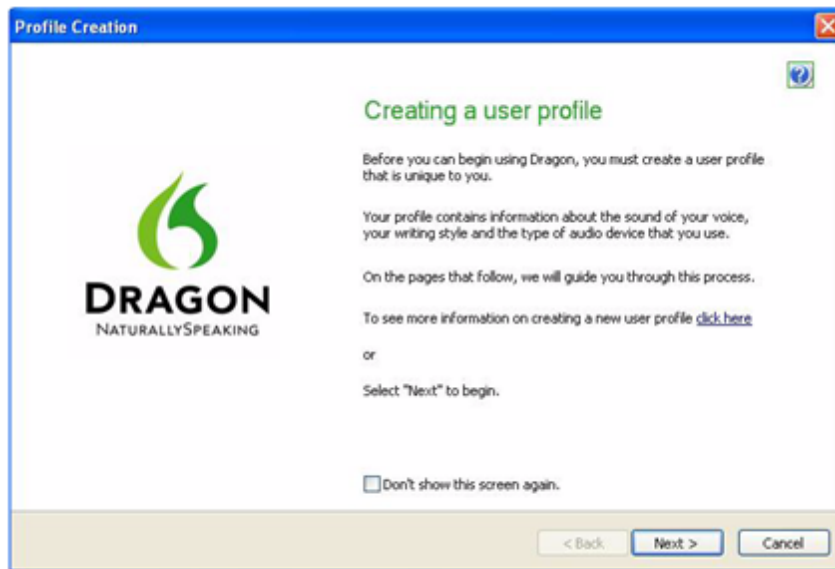 Profile Creation
Creating a user profile
Before you can begin using Dragon, you must create a user profile
that is unique to you.
Your profile contains information about the sound of your voice,
your writing style and the type of audio device that you use.
On the pages that follow, we will guide you through this process.
To see more information on creating a new user profile click here
or
Select "Next" to begin.
DRAGON
NATURALLYSPEAKING
Don't show this screen again.
< Back Next > Cancel